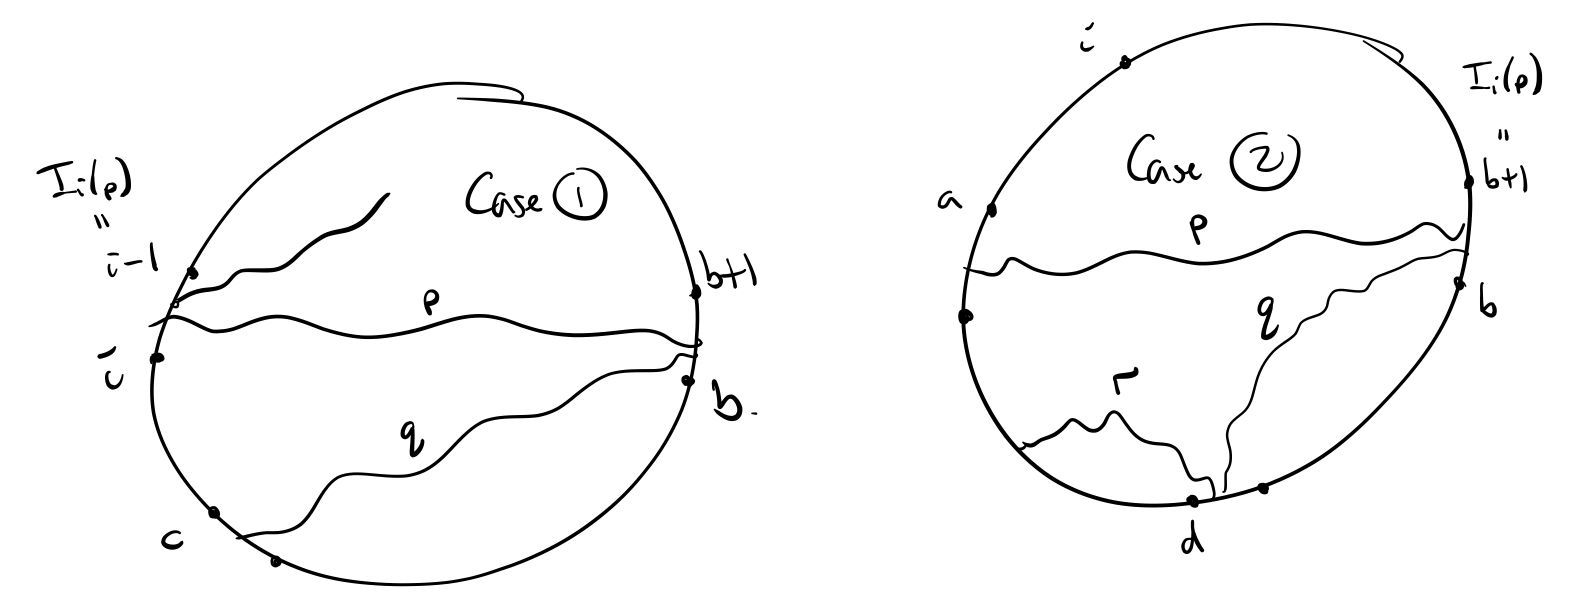 I_i(p)
"
i-1
i
c
Case ①
p
q
b+1
b.
i
a
Case ②
p
q
r
d
I_i(p)
"
b+1
b